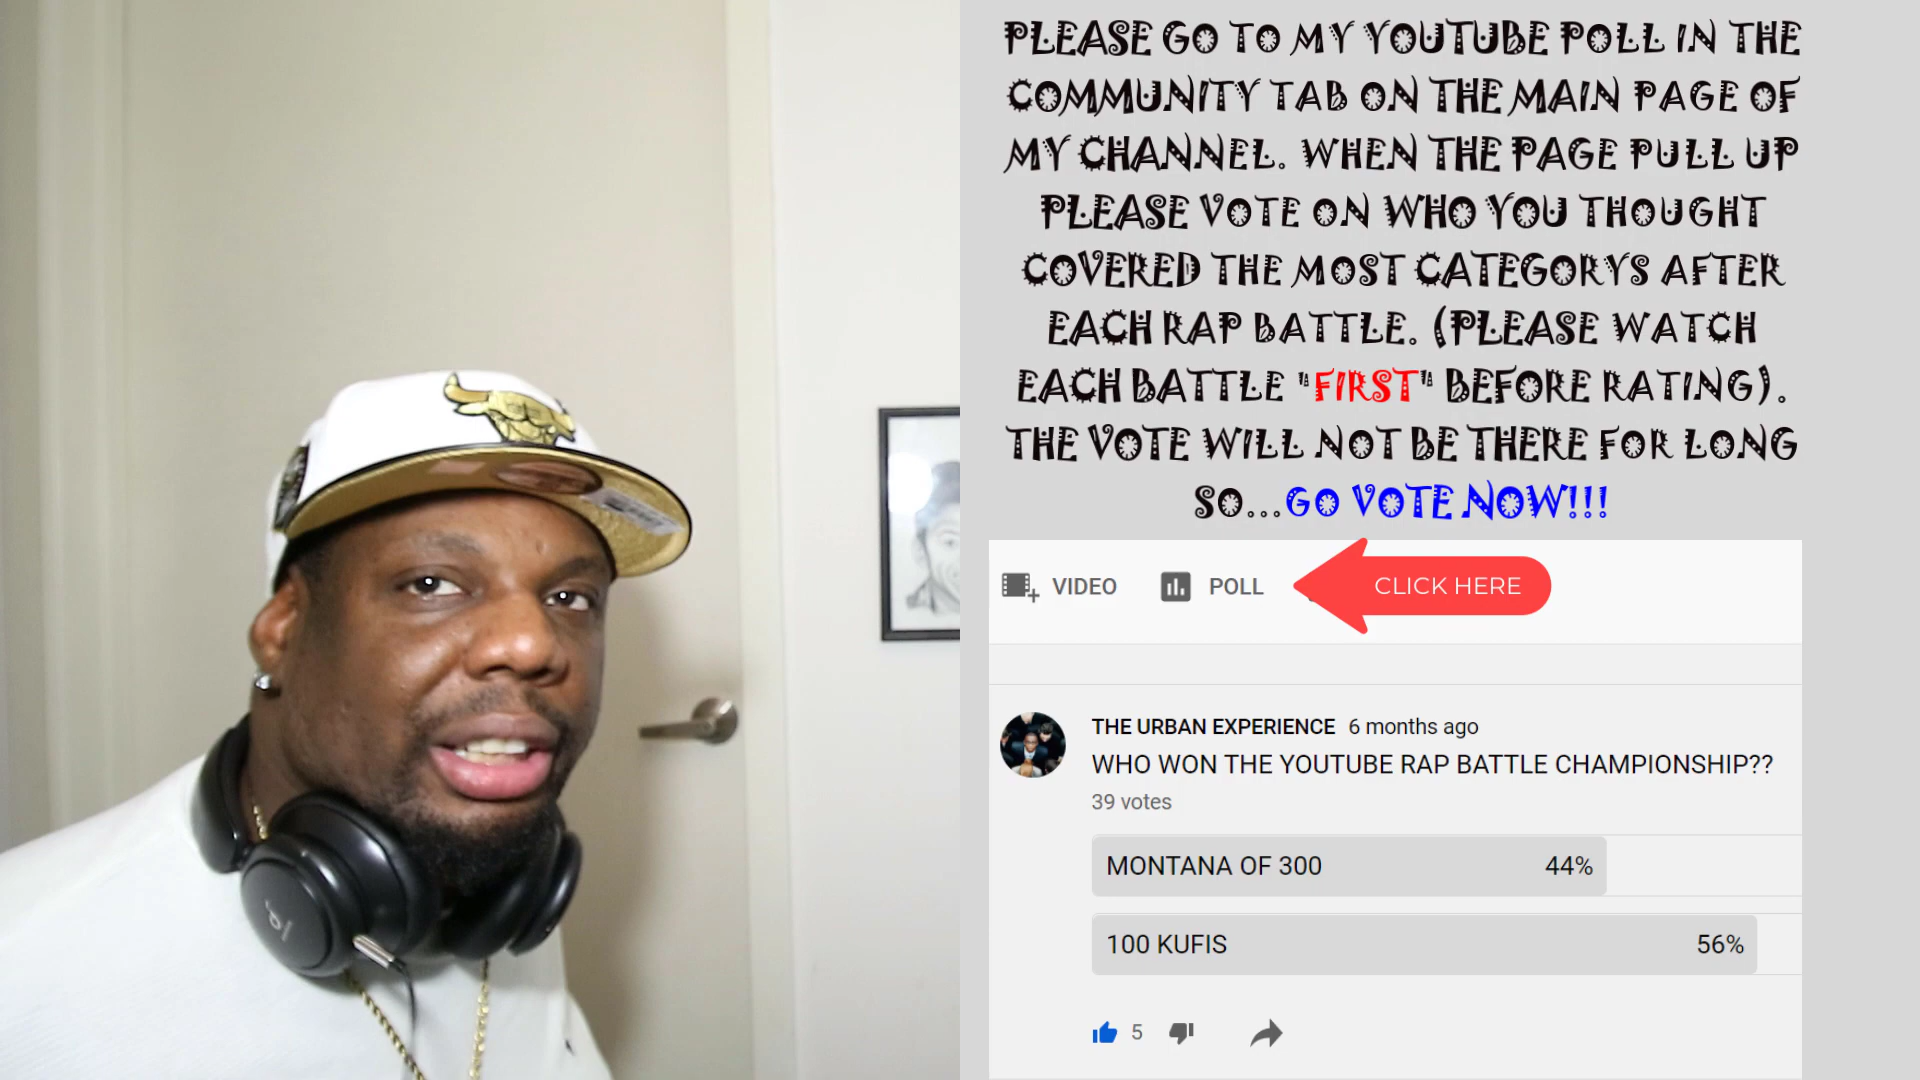 PLEASE GO TO MY YOUTUBE POLL IN THE
COMMUNITY TAB ON THE MAIN PAGE OF
MY CHANNEL. WHEN THE PAGE PULL UP
PLEASE VOTE ON WHO YOU THOUGHT
COVERED THE MOST CATEGORYS AFTER
EACH RAP BATTLE. (PLEASE WATCH
EACH BATTLE "FIRST" BEFORE RATING).
THE VOTE WILL NOT BE THERE FOR LONG
SO...GO VOTE NOW!!!
VIDEO POLL CLICK HERE
THE URBAN EXPERIENCE 6 months ago
WHO WON THE YOUTUBE RAP BATTLE CHAMPIONSHIP??
39 votes
MONTANA OF 300 44%
100 KUFIS 56%
5